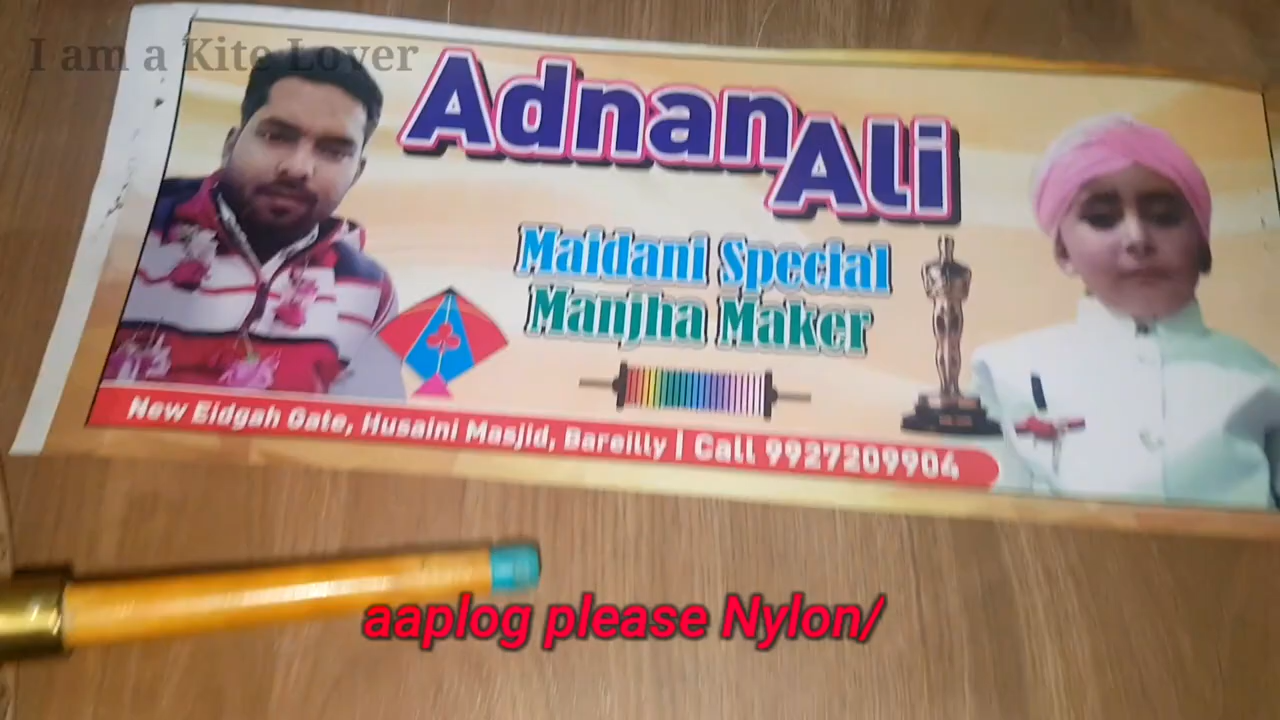 I am a Kite Lover
Adnan Ali
Maidani Special
Manjha Maker
New Eidgah Gate, Husaini Masjid, Bareilly | Call 9927209904
aaplog please Nylon/